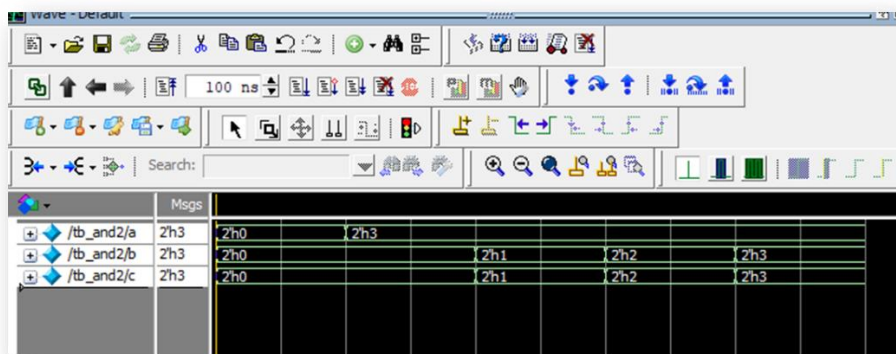 Wave - Default
100 ns
Search:
Msgs
/tb_and2/a 2'h3 2'h0 2'h3
/tb_and2/b 2'h3 2'h0 2'h1 2'h2 2'h3
/tb_and2/c 2'h3 2'h0 2'h1 2'h2 2'h3